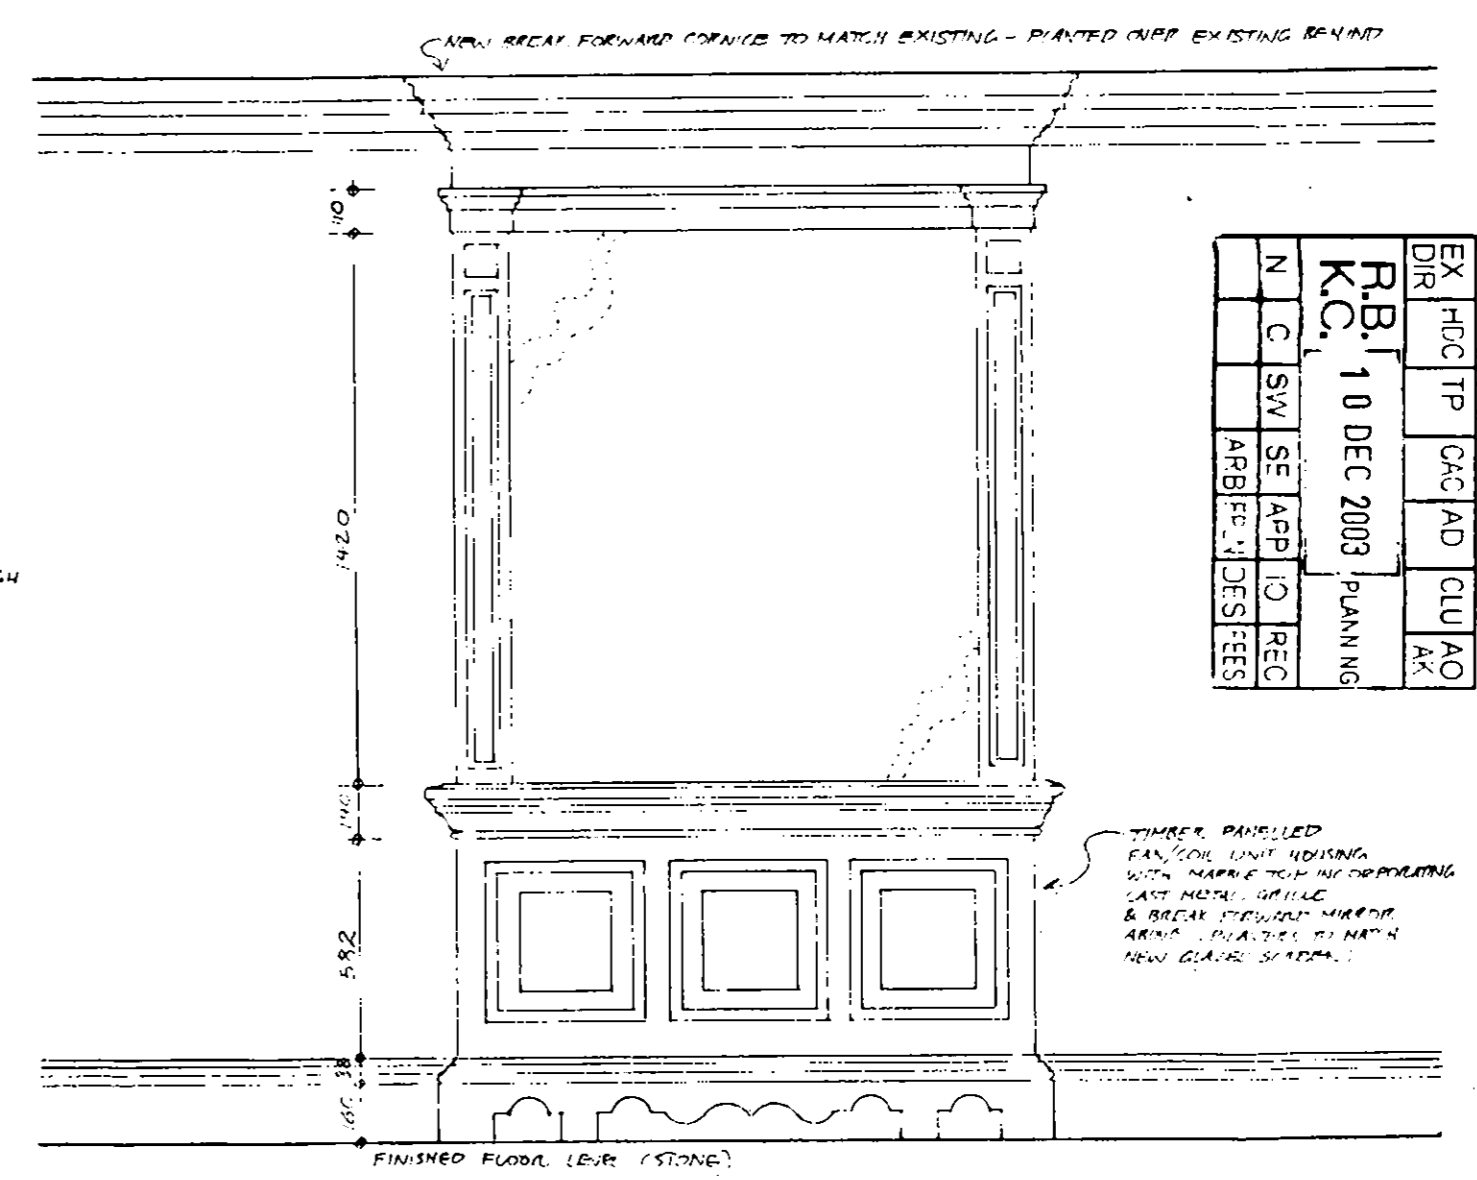 NEW BREAK FORWARD CORNICE TO MATCH EXISTING - PLANTED OVER EXISTING BEHIND
110
1420
140
582
38
160
TIMBER PANELLED
FAN/COIL UNIT HOUSING
WITH MARBLE TOP INCORPORATING
CAST METAL GRILLE
& BREAK FORWARD MIRROR
TO MATCH
NEW GLAZED SCREEN
FINISHED FLOOR LEVEL (STONE)
EX DIR HDC TP CAC AD CLU AO AK
R.B. K.C. 10 DEC 2003 PLANNING
N C SW SE APP IO REC
ARB DES FEES